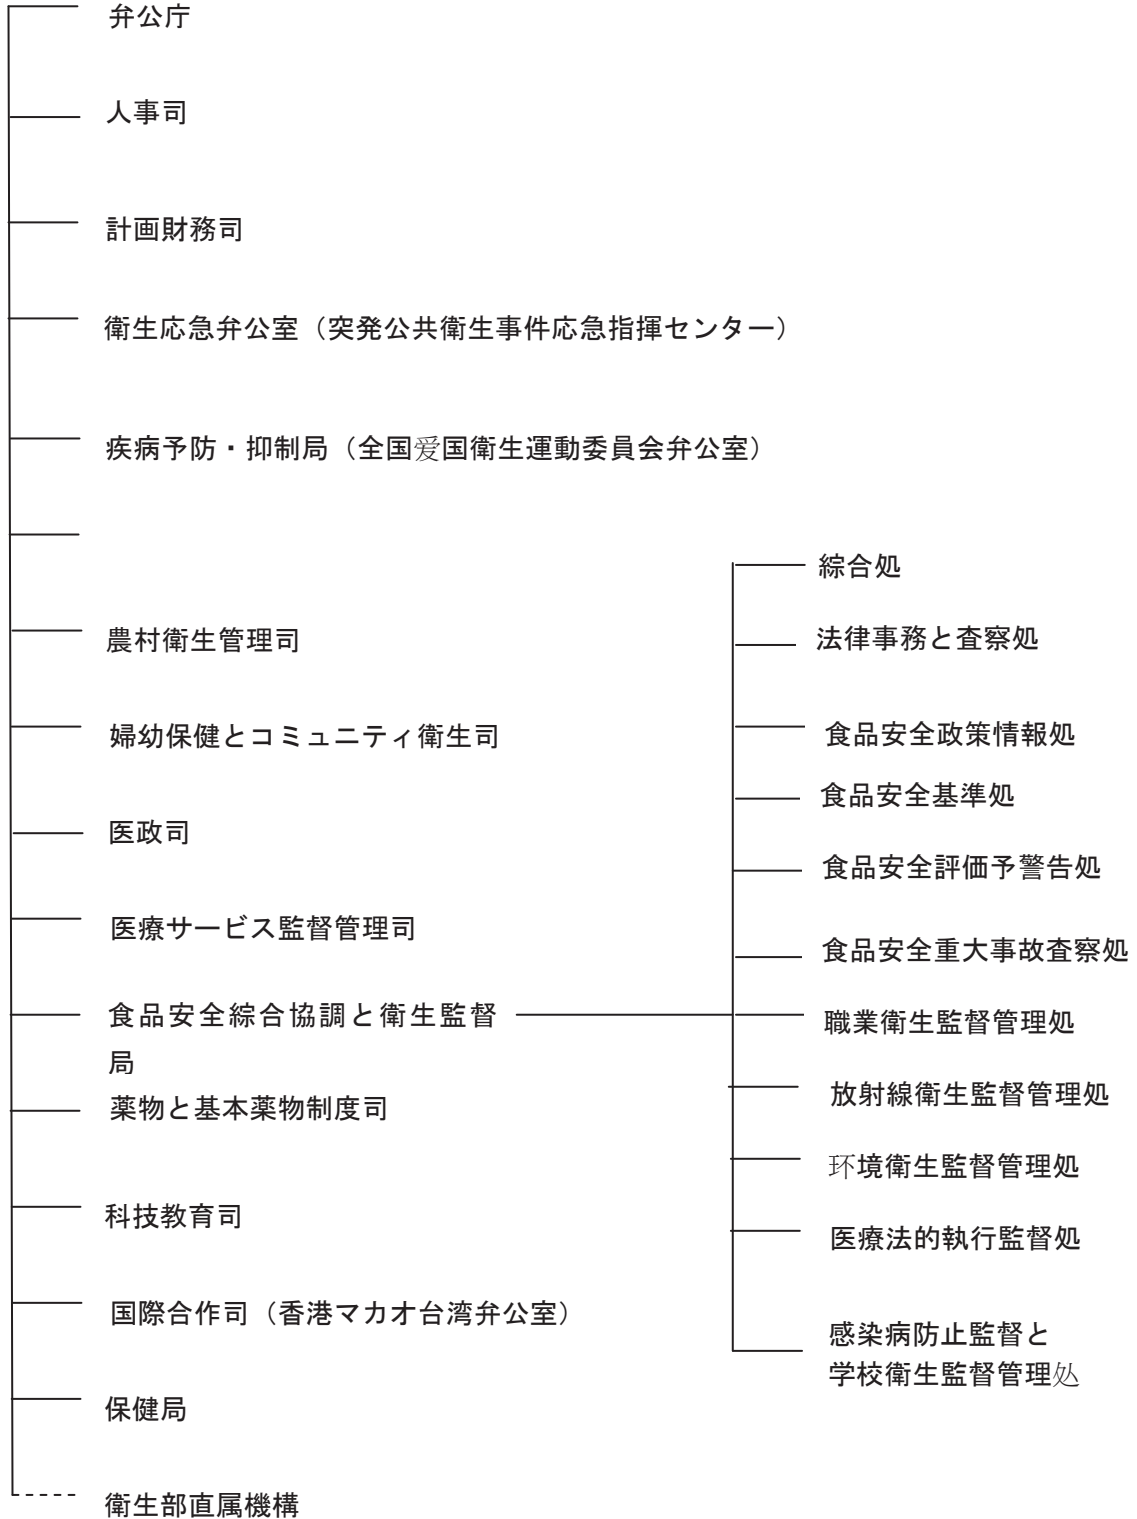 弁公庁
人事司
計画財務司
衛生応急弁公室（突発公共衛生事件応急指揮センター）
疾病予防・抑制局（全国爱国衛生運動委員会弁公室）
農村衛生管理司
婦幼保健とコミュニティ衛生司
医政司
医療サービス監督管理司
食品安全綜合協調と衛生監督
局
薬物と基本薬物制度司
科技教育司
国際合作司（香港マカオ台湾弁公室）
保健局
衛生部直属機構
綜合処
法律事務と査察処
食品安全政策情報処
食品安全基準処
食品安全評価予警告処
食品安全重大事故査察処
職業衛生監督管理処
放射線衛生監督管理処
环境衛生監督管理処
医療法的執行監督処
感染病防止監督と
学校衛生監督管理处